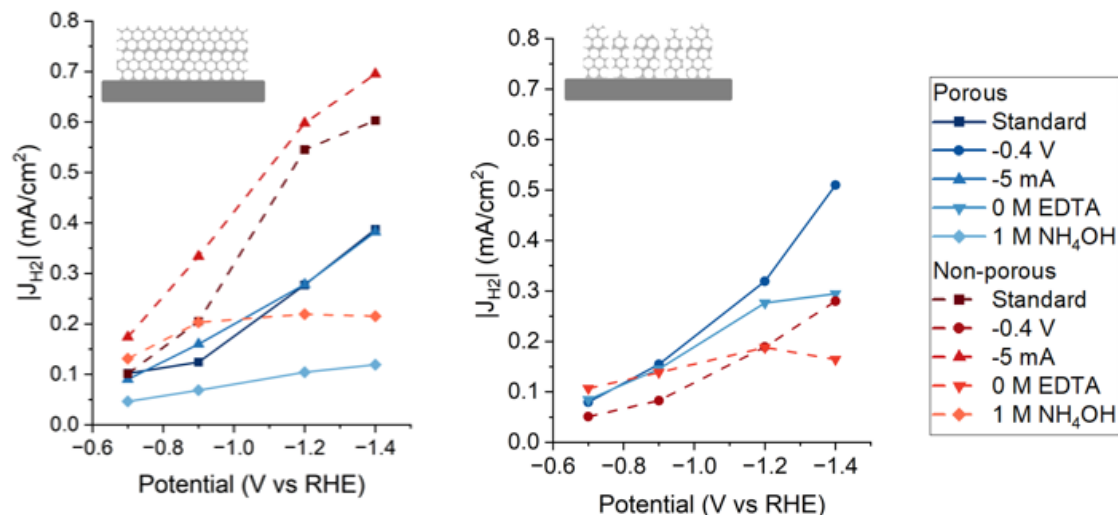 0.8
0.7
0.6
0.5
0.4
0.3
0.2
0.1
0.0
|J_H2| (mA/cm²)
−0.6 −0.8 −1.0 −1.2 −1.4
Potential (V vs RHE)
0.8
0.7
0.6
0.5
0.4
0.3
0.2
0.1
0.0
|J_H2| (mA/cm²)
−0.6 −0.8 −1.0 −1.2 −1.4
Potential (V vs RHE)
Porous
Standard
-0.4 V
-5 mA
0 M EDTA
1 M NH₄OH
Non-porous
Standard
-0.4 V
-5 mA
0 M EDTA
1 M NH₄OH